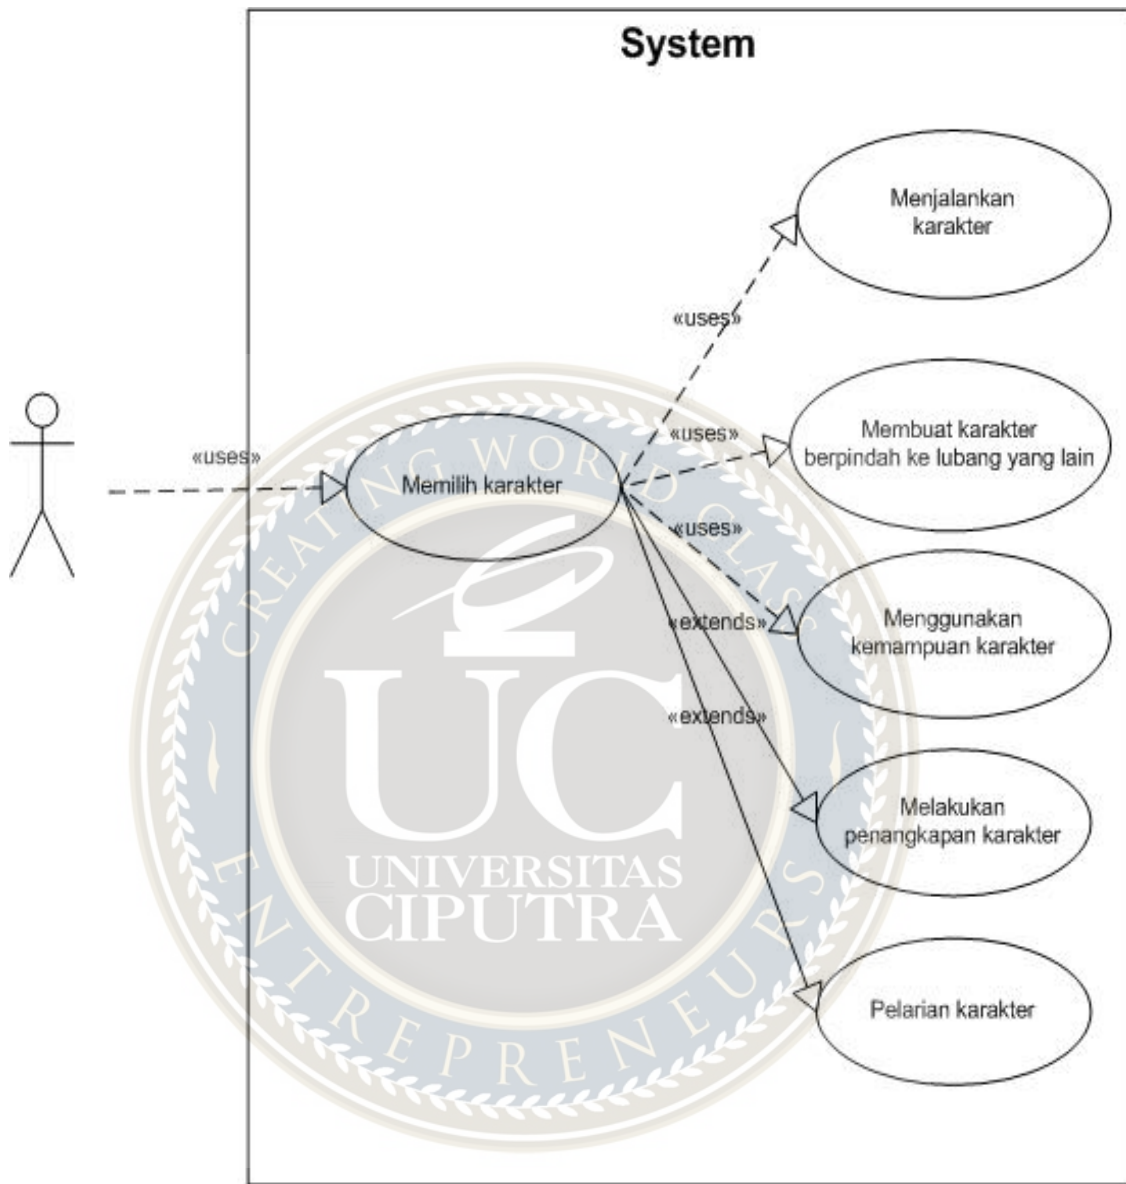 System
Menjalankan
karakter
«uses»
Membuat karakter
berpindah ke lubang yang lain
«uses»
«uses»
Memilih karakter
«uses»
Menggunakan
kemampuan karakter
«extends»
«extends»
Melakukan
penangkapan karakter
Pelarian karakter
CREATING WORLD CLASS
UC
UNIVERSITAS
CIPUTRA
ENTREPRENEURS